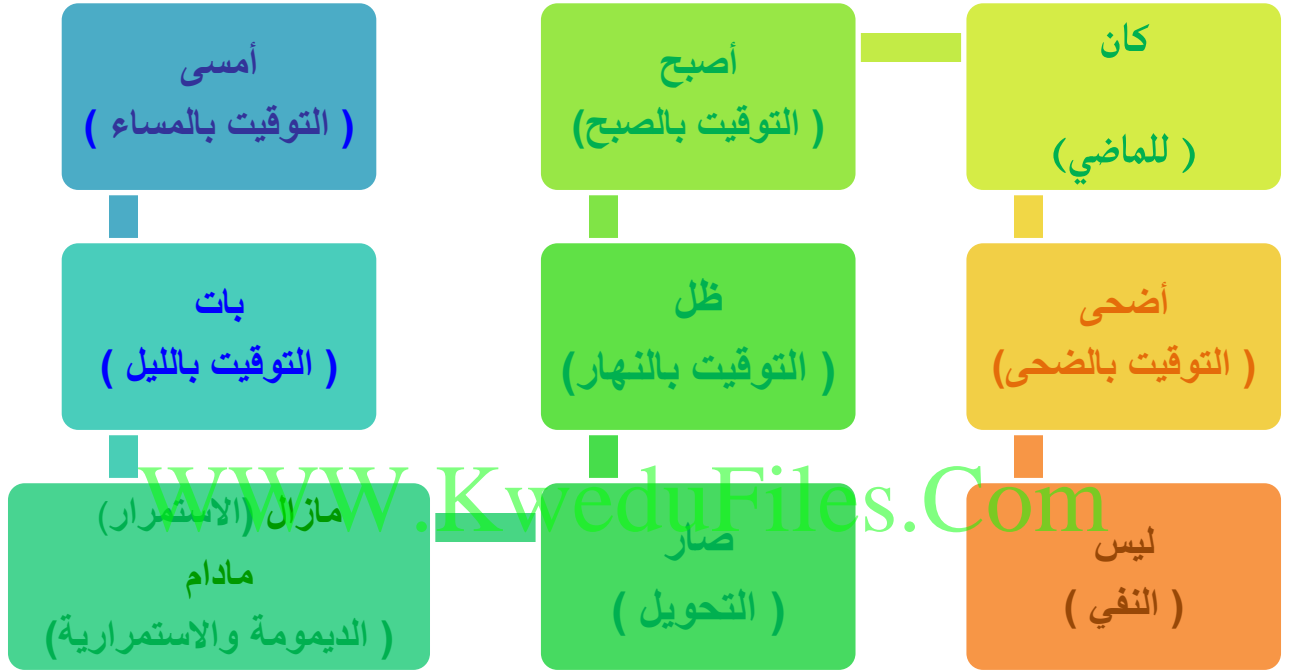 كان
( للماضي)
أصبح
( التوقيت بالصبح)
أمسى
( التوقيت بالمساء )
أضحى
( التوقيت بالضحى)
ظل
( التوقيت بالنهار)
بات
( التوقيت بالليل )
ليس
( النفي )
صار
( التحويل )
مازال (الاستمرار)
مادام
( الديمومة والاستمرارية)
WWW.KweduFiles.Com